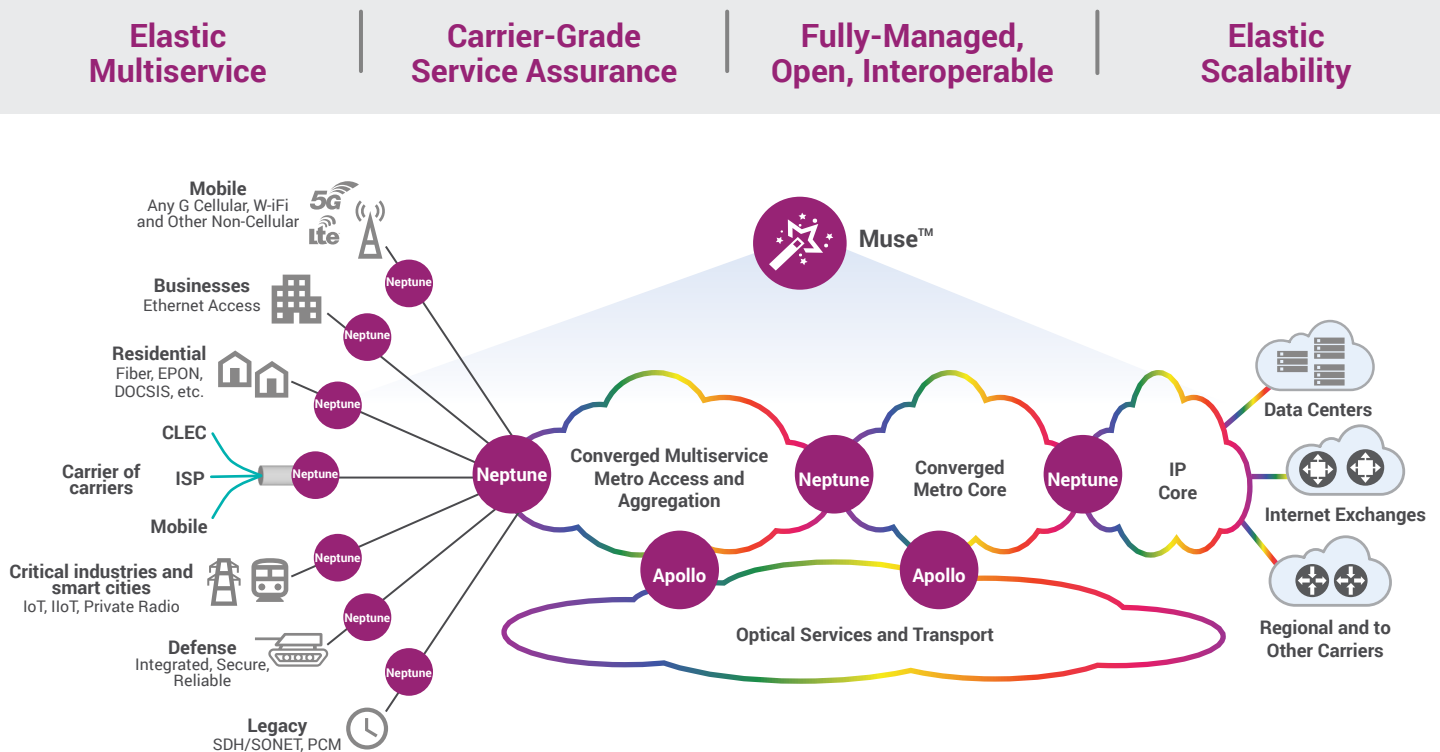 Elastic
Multiservice
Carrier-Grade
Service Assurance
Fully-Managed,
Open, Interoperable
Elastic
Scalability
Mobile
Any G Cellular, W-iFi
and Other Non-Cellular
5G
Lte
Neptune
Businesses
Ethernet Access
Neptune
Residential
Fiber, EPON,
DOCSIS, etc.
Neptune
Carrier of
carriers
CLEC
ISP
Mobile
Neptune
Critical industries and
smart cities
IoT, IIoT, Private Radio
Neptune
Defense
Integrated, Secure,
Reliable
Neptune
Legacy
SDH/SONET, PCM
Neptune
Muse™
Neptune
Converged Multiservice
Metro Access and
Aggregation
Neptune
Converged
Metro Core
Neptune
IP
Core
Apollo
Apollo
Optical Services and Transport
Data Centers
Internet Exchanges
Regional and to
Other Carriers